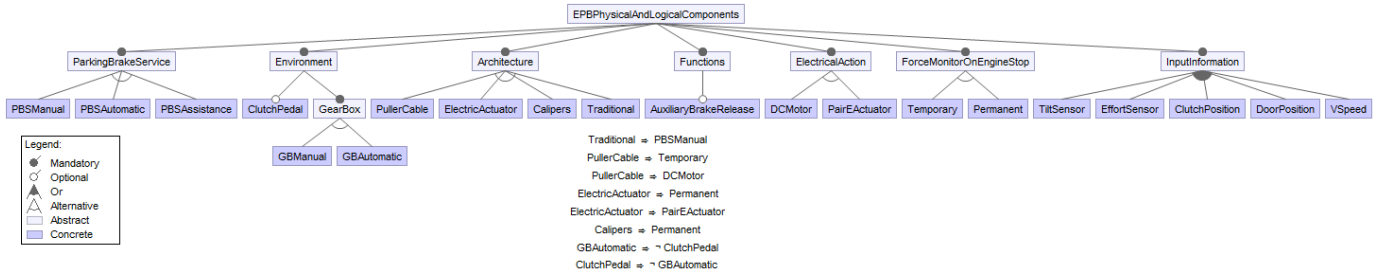 EPBPhysicalAndLogicalComponents
ParkingBrakeService Environment Architecture Functions ElectricalAction ForceMonitorOnEngineStop InputInformation
PBSManual PBSAutomatic PBSAssistance ClutchPedal GearBox PullerCable ElectricActuator Calipers Traditional AuxiliaryBrakeRelease DCMotor PairEActuator Temporary Permanent TiltSensor EffortSensor ClutchPosition DoorPosition VSpeed
GBManual GBAutomatic
Legend:
Mandatory
Optional
Or
Alternative
Abstract
Concrete
Traditional ⇒ PBSManual
PullerCable ⇒ Temporary
PullerCable ⇒ DCMotor
ElectricActuator ⇒ Permanent
ElectricActuator ⇒ PairEActuator
Calipers ⇒ Permanent
GBAutomatic ⇒ ¬ ClutchPedal
ClutchPedal ⇒ ¬ GBAutomatic